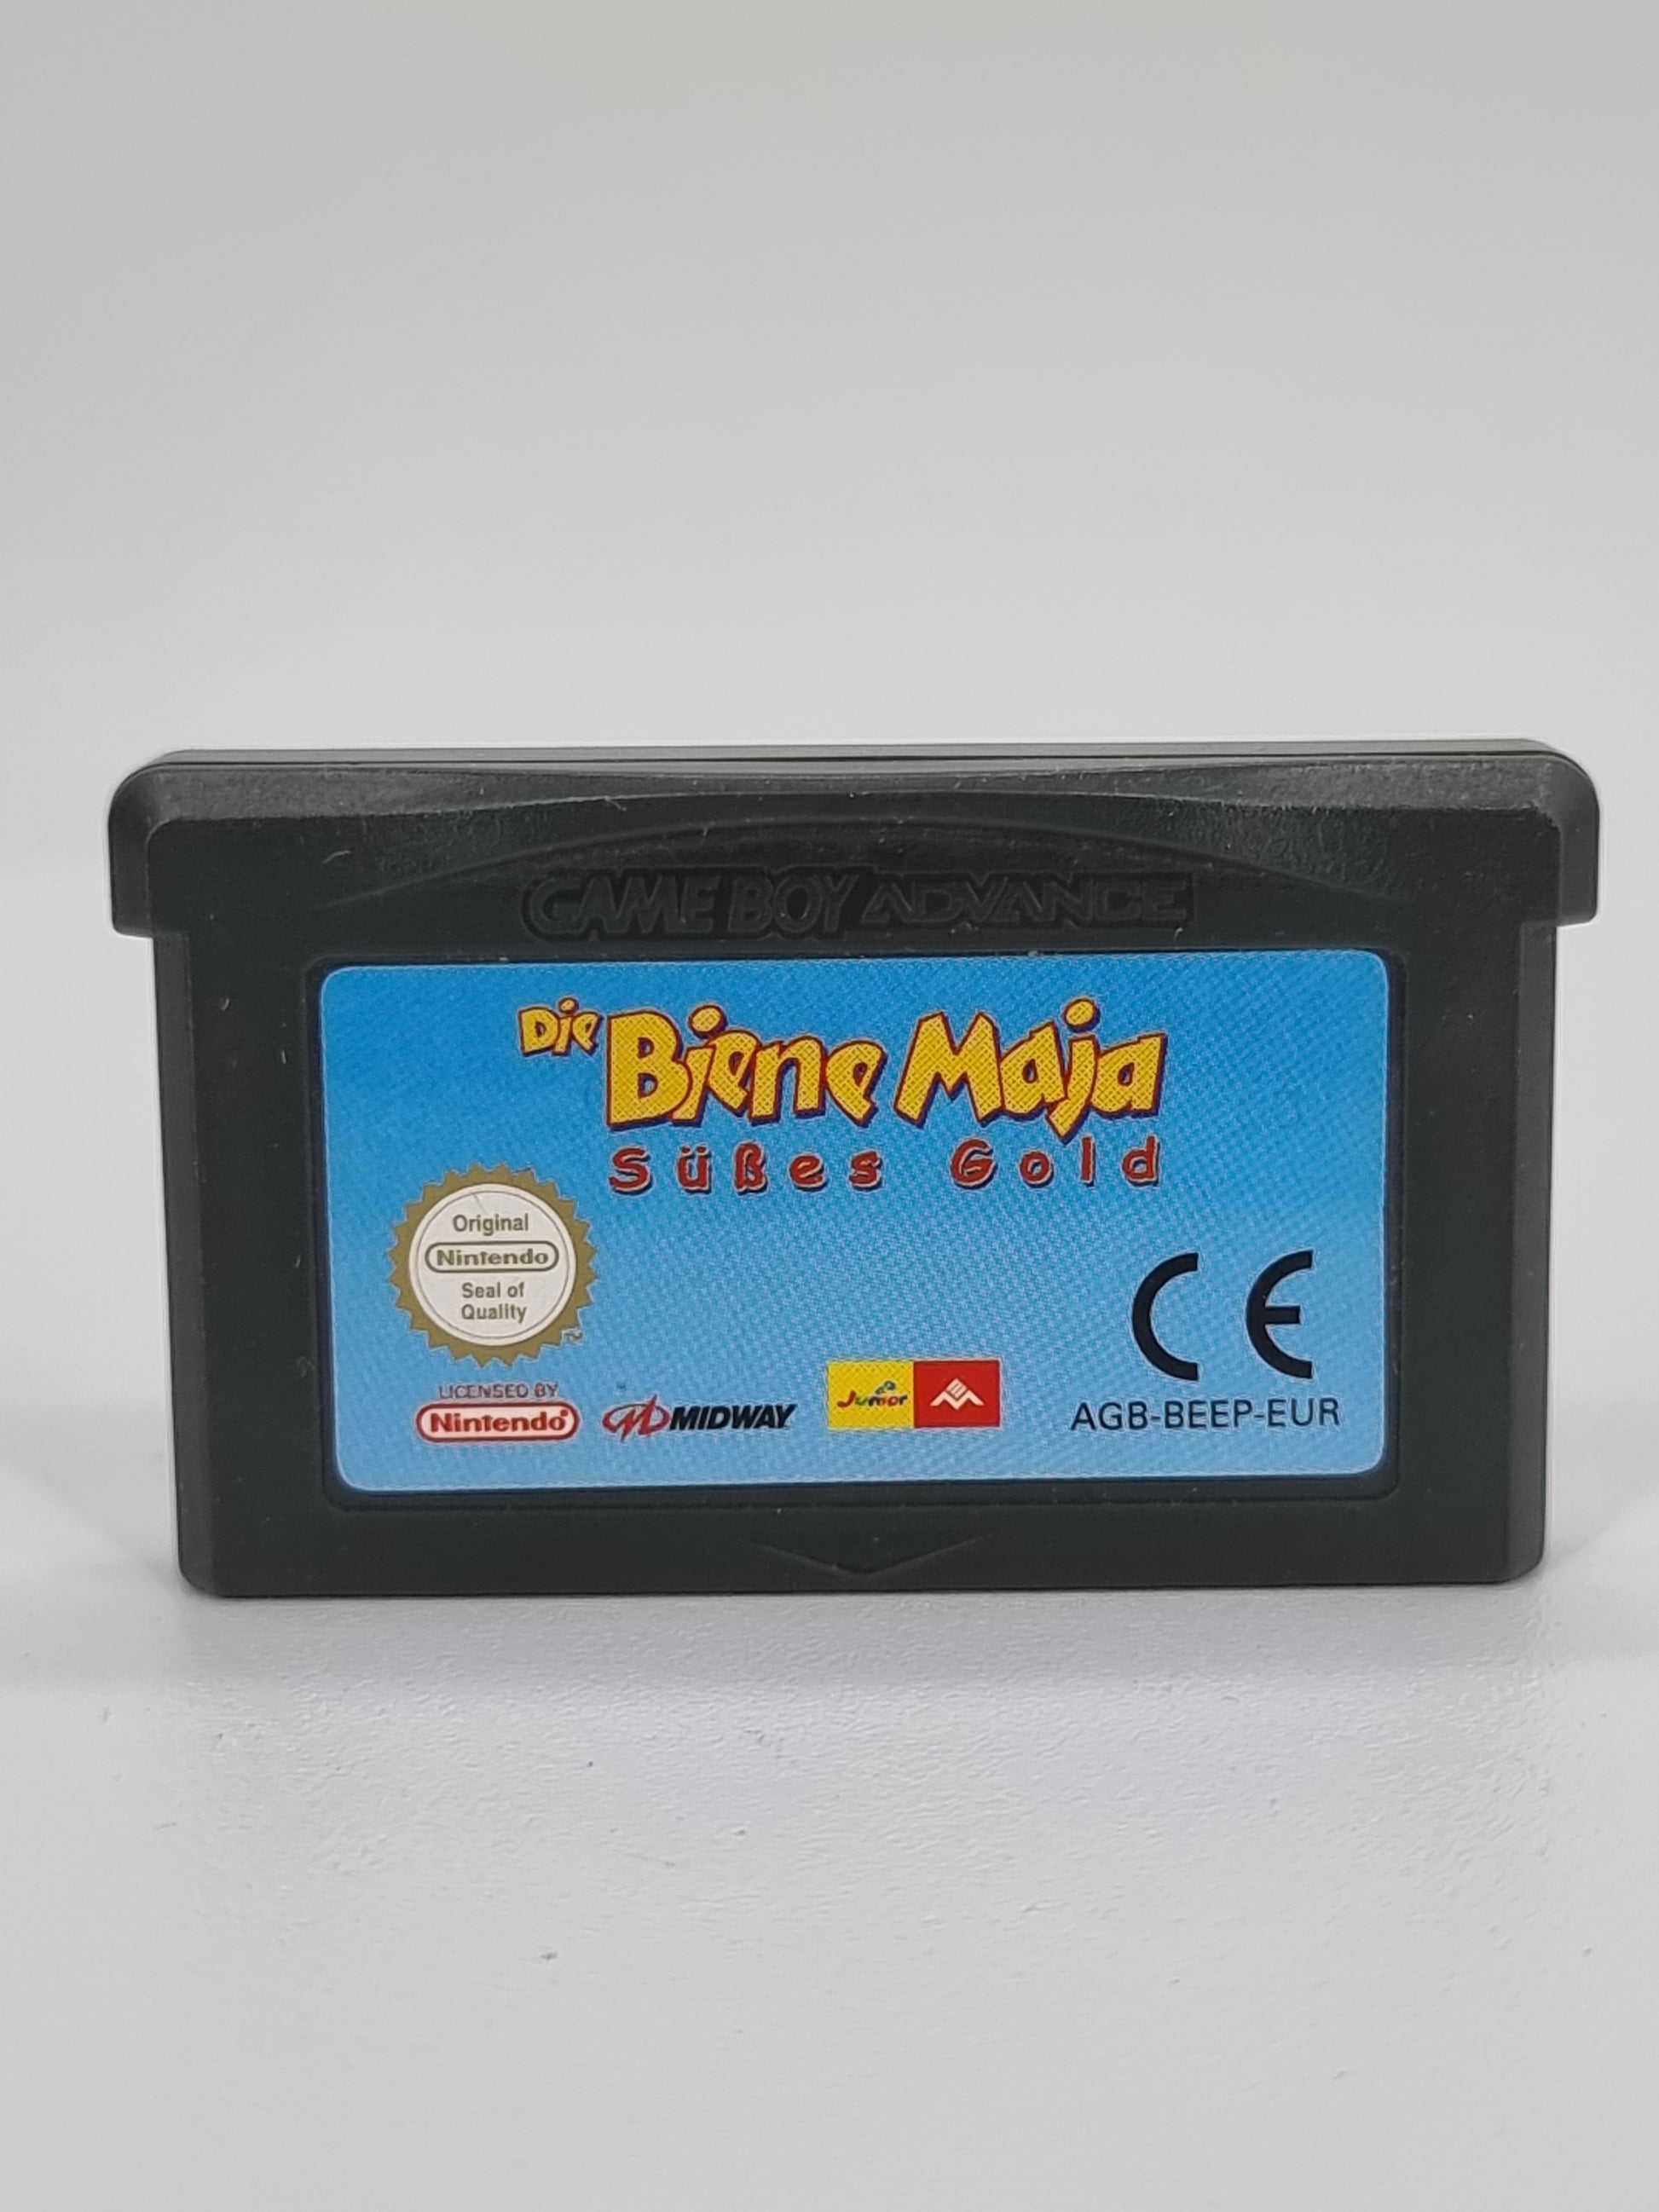 GAME BOY ADVANCE
Die Biene Maja
Süßes Gold
Original
Nintendo
Seal of
Quality
TM
LICENSED BY
Nintendo®
MIDWAY
Junior
CE
AGB-BEEP-EUR